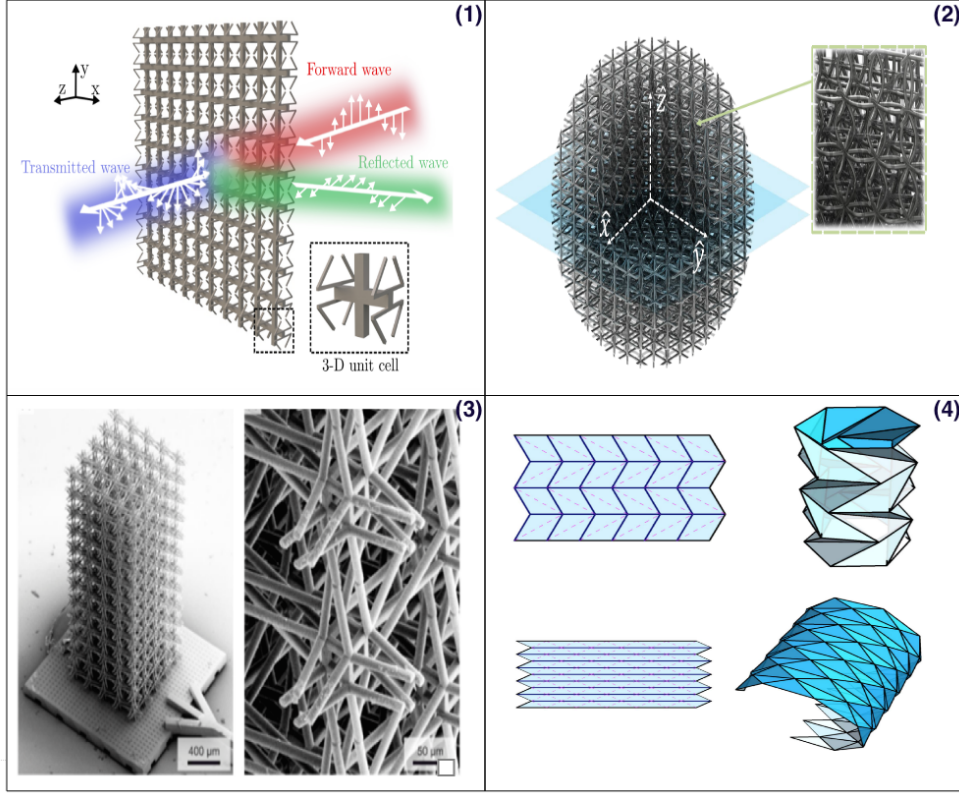 (1)
y
z
x
Forward wave
Transmitted wave
Reflected wave
3-D unit cell
(2)
ẑ
x̂
ŷ
(3)
400 µm
50 µm
(4)